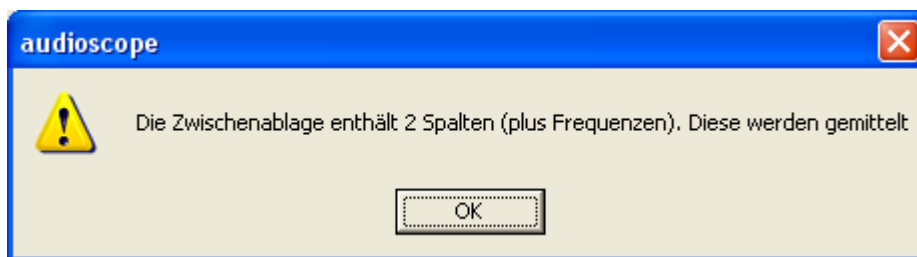 audioscope
Die Zwischenablage enthält 2 Spalten (plus Frequenzen). Diese werden gemittelt
OK